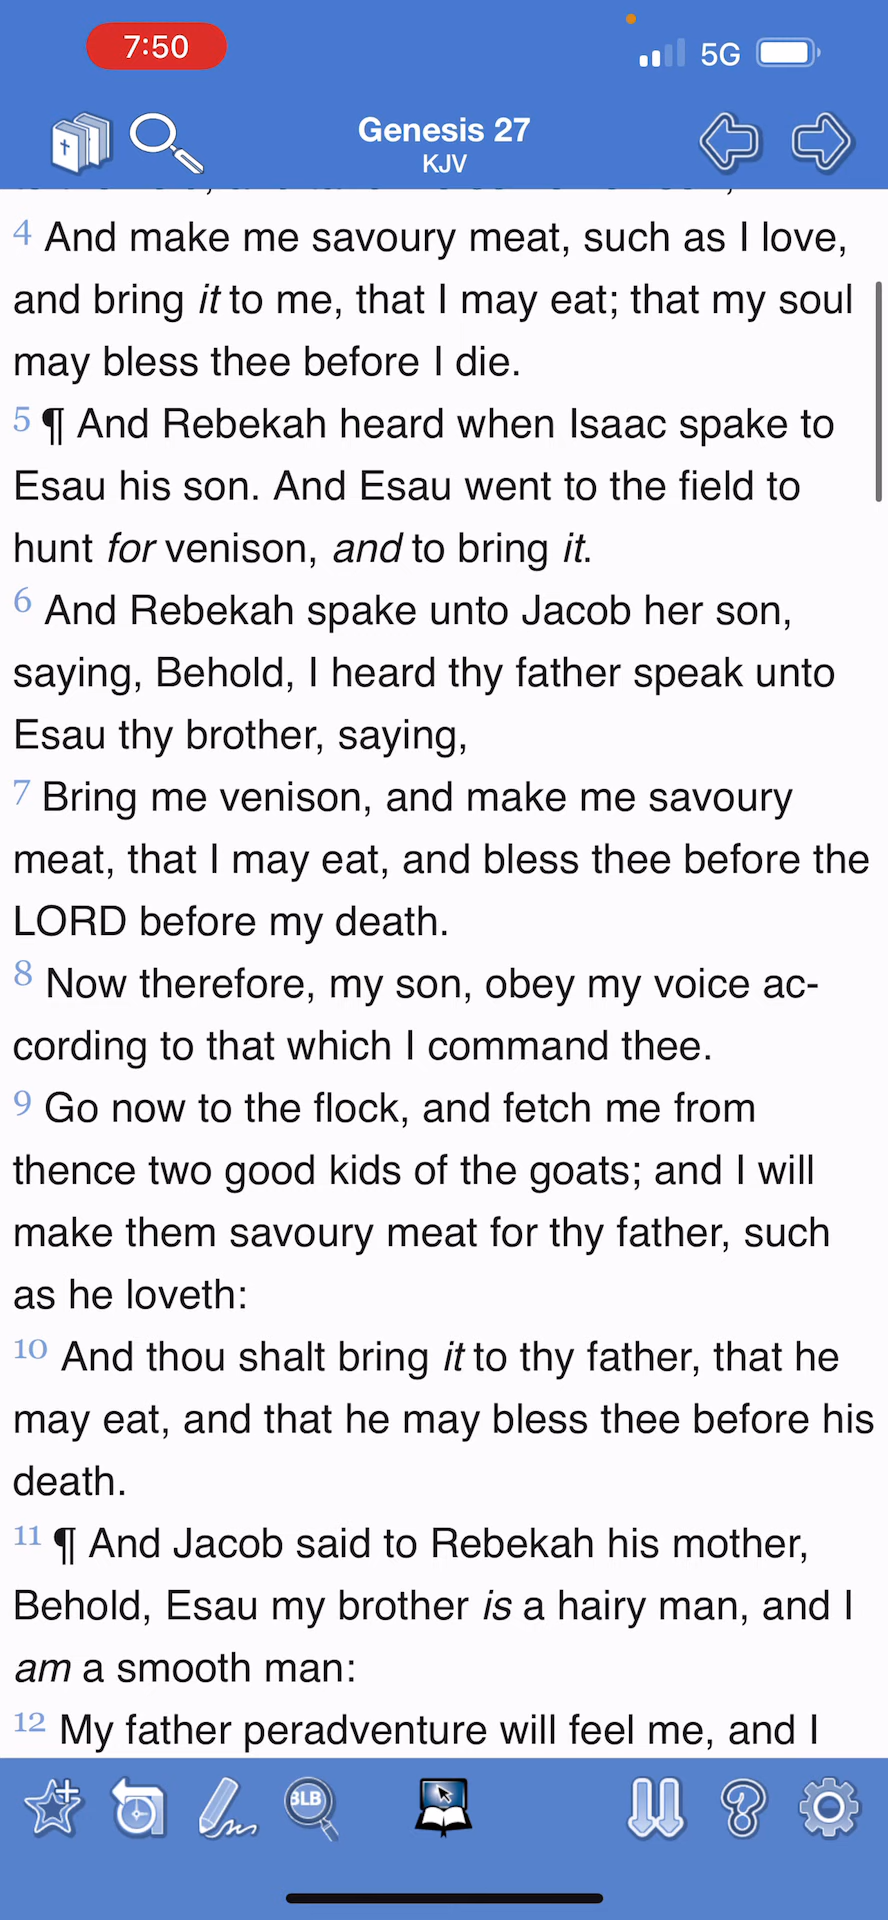 7:50
5G
Genesis 27
KJV
4 And make me savoury meat, such as I love,
and bring it to me, that I may eat; that my soul
may bless thee before I die.
5 ¶ And Rebekah heard when Isaac spake to
Esau his son. And Esau went to the field to
hunt for venison, and to bring it.
6 And Rebekah spake unto Jacob her son,
saying, Behold, I heard thy father speak unto
Esau thy brother, saying,
7 Bring me venison, and make me savoury
meat, that I may eat, and bless thee before the
LORD before my death.
8 Now therefore, my son, obey my voice ac-
cording to that which I command thee.
9 Go now to the flock, and fetch me from
thence two good kids of the goats; and I will
make them savoury meat for thy father, such
as he loveth:
10 And thou shalt bring it to thy father, that he
may eat, and that he may bless thee before his
death.
11 ¶ And Jacob said to Rebekah his mother,
Behold, Esau my brother is a hairy man, and I
am a smooth man:
12 My father peradventure will feel me, and I
BLB